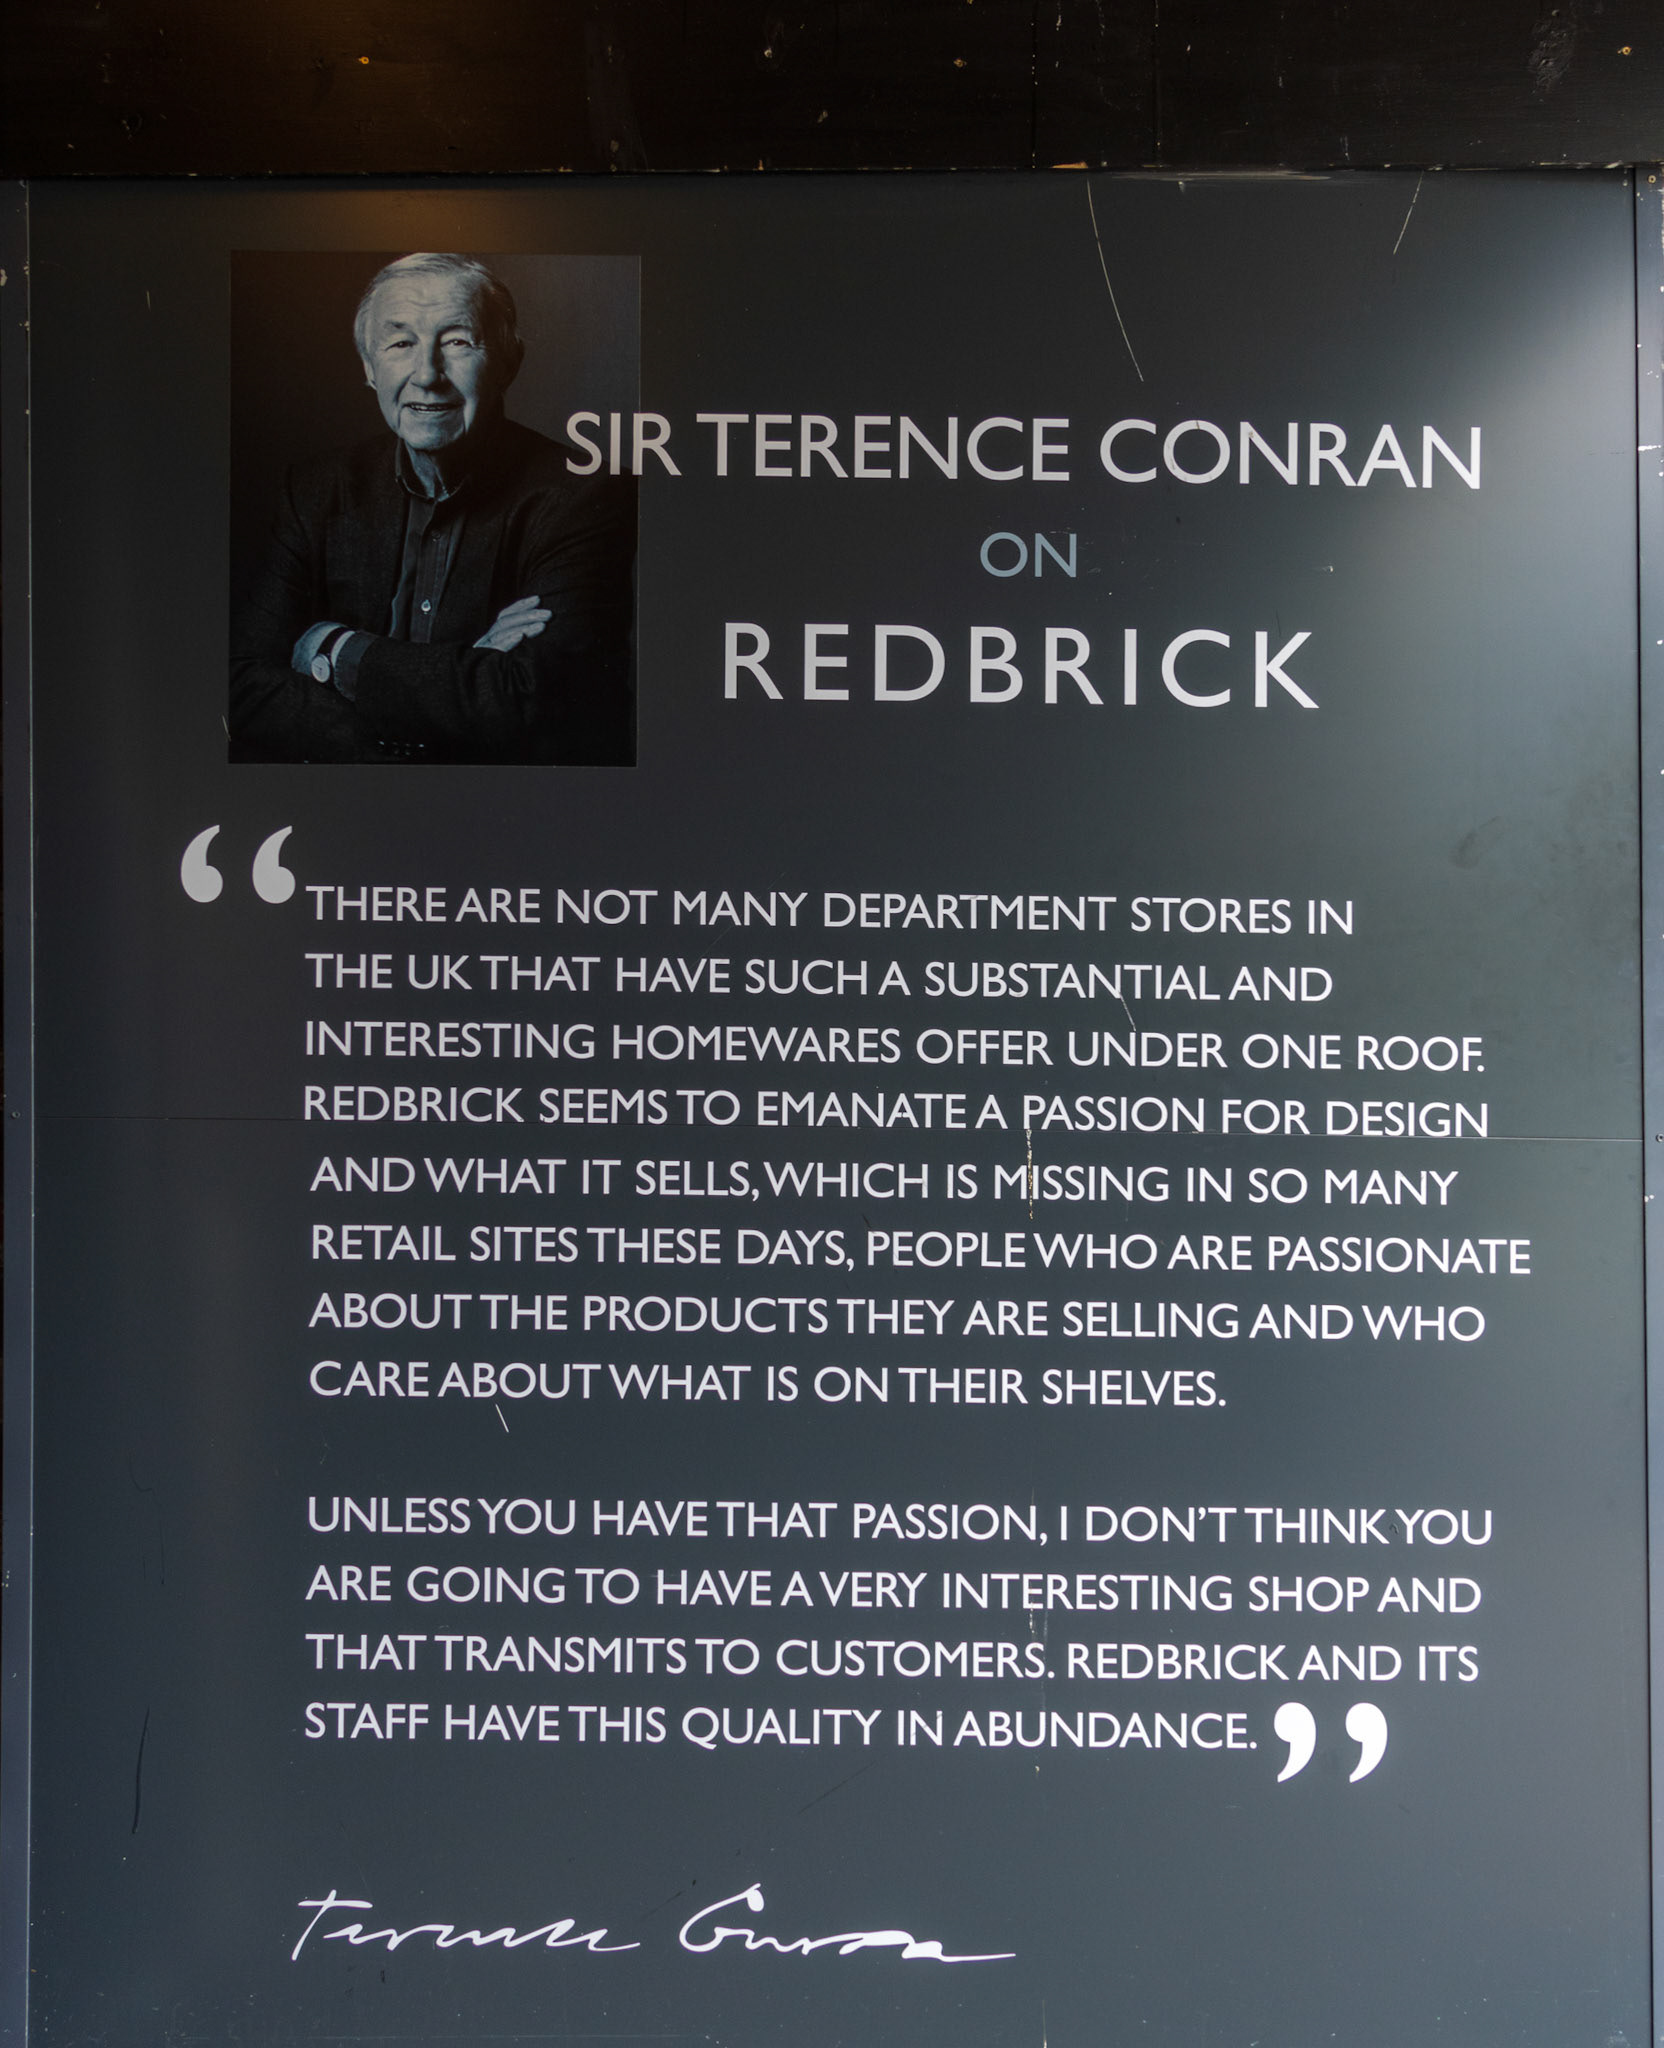 SIR TERENCE CONRAN
ON
REDBRICK
“THERE ARE NOT MANY DEPARTMENT STORES IN
THE UK THAT HAVE SUCH A SUBSTANTIAL AND
INTERESTING HOMEWARES OFFER UNDER ONE ROOF.
REDBRICK SEEMS TO EMANATE A PASSION FOR DESIGN
AND WHAT IT SELLS, WHICH IS MISSING IN SO MANY
RETAIL SITES THESE DAYS, PEOPLE WHO ARE PASSIONATE
ABOUT THE PRODUCTS THEY ARE SELLING AND WHO
CARE ABOUT WHAT IS ON THEIR SHELVES.
UNLESS YOU HAVE THAT PASSION, I DON’T THINK YOU
ARE GOING TO HAVE A VERY INTERESTING SHOP AND
THAT TRANSMITS TO CUSTOMERS. REDBRICK AND ITS
STAFF HAVE THIS QUALITY IN ABUNDANCE.”
Terence Conran